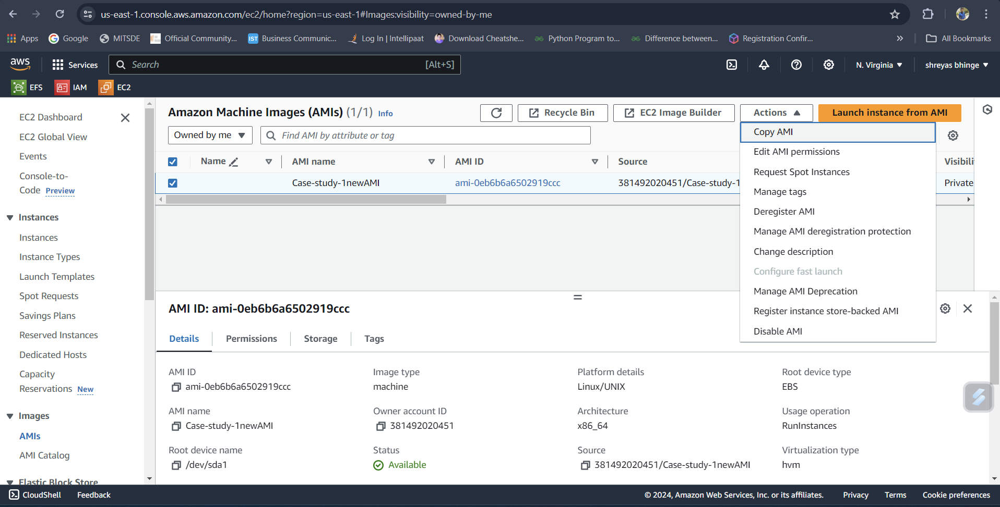 us-east-1.console.aws.amazon.com/ec2/home?region=us-east-1#Images:visibility=owned-by-me
Apps Google MITSDE Official Community... IST Business Communic... Log In | Intellipaat Download Cheatshe... Python Program to... Difference between... Registration Confir... » All Bookmarks
aws Services Search [Alt+S] N. Virginia shreyas bhinge
EFS IAM EC2
EC2 Dashboard
EC2 Global View
Events
Console-to-
Code Preview
Instances
Instances
Instance Types
Launch Templates
Spot Requests
Savings Plans
Reserved Instances
Dedicated Hosts
Capacity
Reservations New
Images
AMIs
AMI Catalog
Elastic Block Store
Amazon Machine Images (AMIs) (1/1) Info Recycle Bin EC2 Image Builder Actions Launch instance from AMI
Owned by me Find AMI by attribute or tag
Name AMI name AMI ID Source Visibili
Case-study-1newAMI ami-0eb6b6a6502919ccc 381492020451/Case-study-1 Private
Copy AMI
Edit AMI permissions
Request Spot Instances
Manage tags
Deregister AMI
Manage AMI deregistration protection
Change description
Configure fast launch
Manage AMI Deprecation
Register instance store-backed AMI
Disable AMI
AMI ID: ami-0eb6b6a6502919ccc
Details Permissions Storage Tags
AMI ID Image type Platform details Root device type
ami-0eb6b6a6502919ccc machine Linux/UNIX EBS
AMI name Owner account ID Architecture Usage operation
Case-study-1newAMI 381492020451 x86_64 RunInstances
Root device name Status Source Virtualization type
/dev/sda1 Available 381492020451/Case-study-1newAMI hvm
CloudShell Feedback © 2024, Amazon Web Services, Inc. or its affiliates. Privacy Terms Cookie preferences